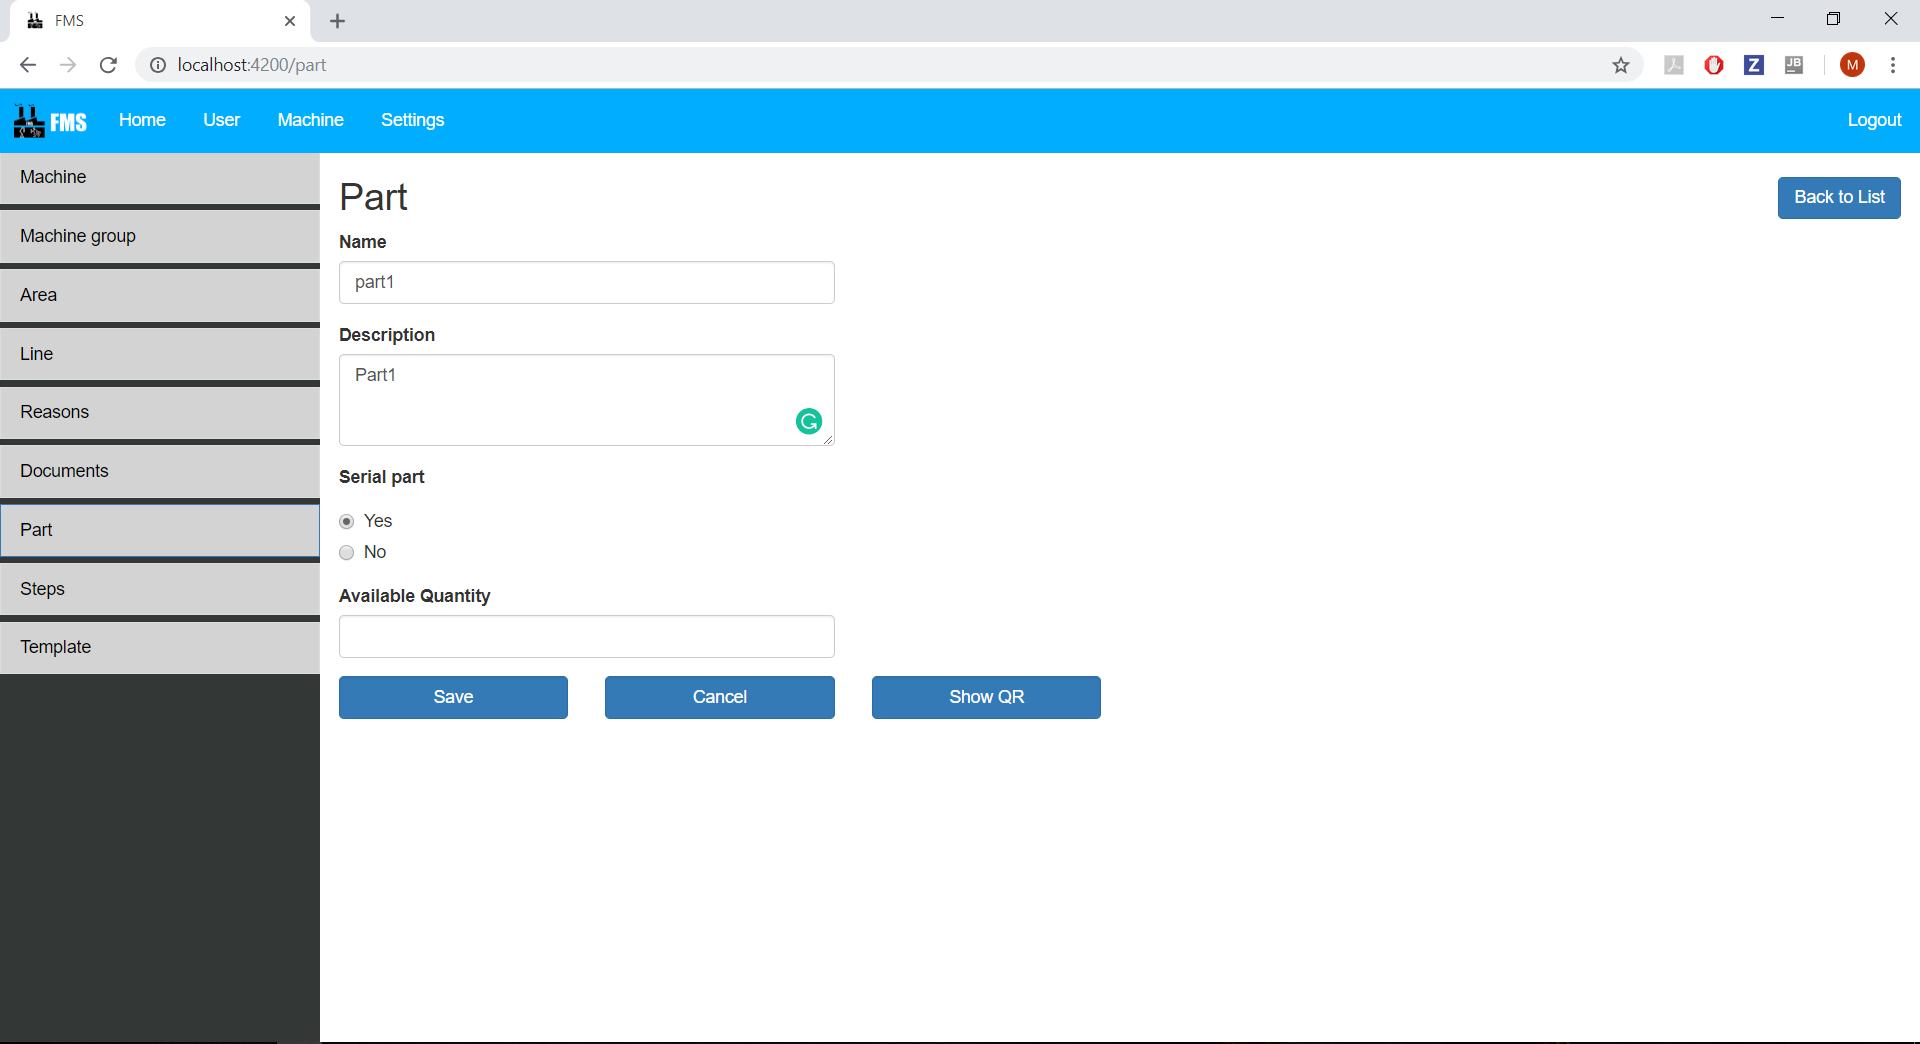 FMS
localhost:4200/part
Z
JB
M
FMS Home User Machine Settings Logout
Machine
Machine group
Area
Line
Reasons
Documents
Part
Steps
Template
Part
Back to List
Name
part1
Description
Part1
Serial part
Yes
No
Available Quantity
Save Cancel Show QR